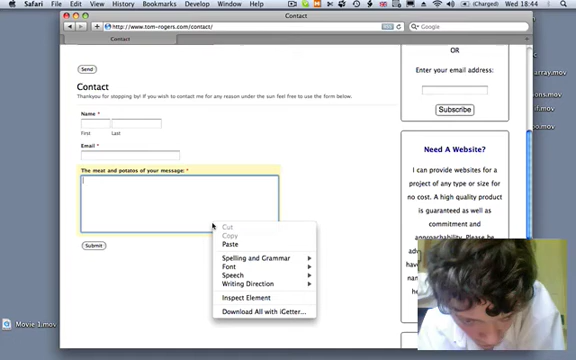 Safari File Edit View History Bookmarks Develop Window Help
(Charged) Wed 18:44
Contact
http://www.tom-rogers.com/contact/
Google
Contact
Send
Contact
Thankyou for stopping by! If you wish to contact me for any reason under the sun feel free to use the form below.
Name *
First Last
Email *
The meat and potatos of your message: *
Submit
Cut
Copy
Paste
Spelling and Grammar
Font
Speech
Writing Direction
Inspect Element
Download All with iGetter...
OR
Enter your email address:
Subscribe
Need A Website?
I can provide websites for a
project of any type or size for
no cost. A high quality
product is guaranteed as well as
commitment and
Movie 3.mov